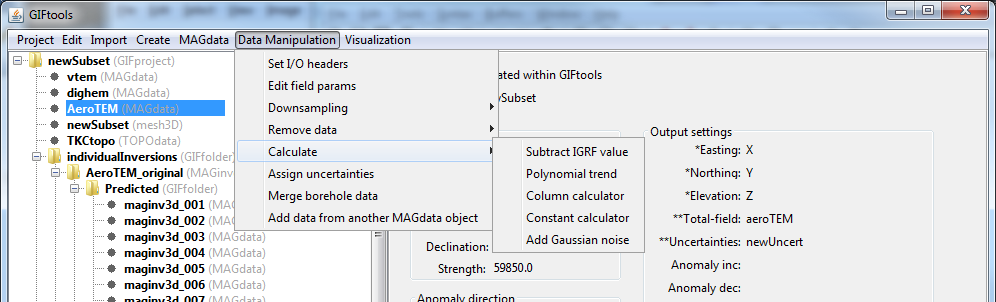 GIFtools
Project Edit Import Create MAGdata Data Manipulation Visualization
newSubset (GIFproject)
vtem (MAGdata)
dighem (MAGdata)
AeroTEM (MAGdata)
newSubset (mesh3D)
TKCtopo (TOPOdata)
individualInversions (GIFfolder)
AeroTEM_original (MAGinv
Predicted (GIFfolder)
maginv3d_001 (MAGdata)
maginv3d_002 (MAGdata)
maginv3d_003 (MAGdata)
maginv3d_004 (MAGdata)
maginv3d_005 (MAGdata)
maginv3d_006 (MAGdata)
maginv3d_007 (MAGdata)
Set I/O headers
Edit field params
Downsampling
Remove data
Calculate
Assign uncertainties
Merge borehole data
Add data from another MAGdata object
Subtract IGRF value
Polynomial trend
Column calculator
Constant calculator
Add Gaussian noise
ated within GIFtools
wSubset
Declination:
Strength: 59850.0
Anomaly direction
Output settings
*Easting: X
*Northing: Y
*Elevation: Z
**Total-field: aeroTEM
**Uncertainties: newUncert
Anomaly inc:
Anomaly dec: